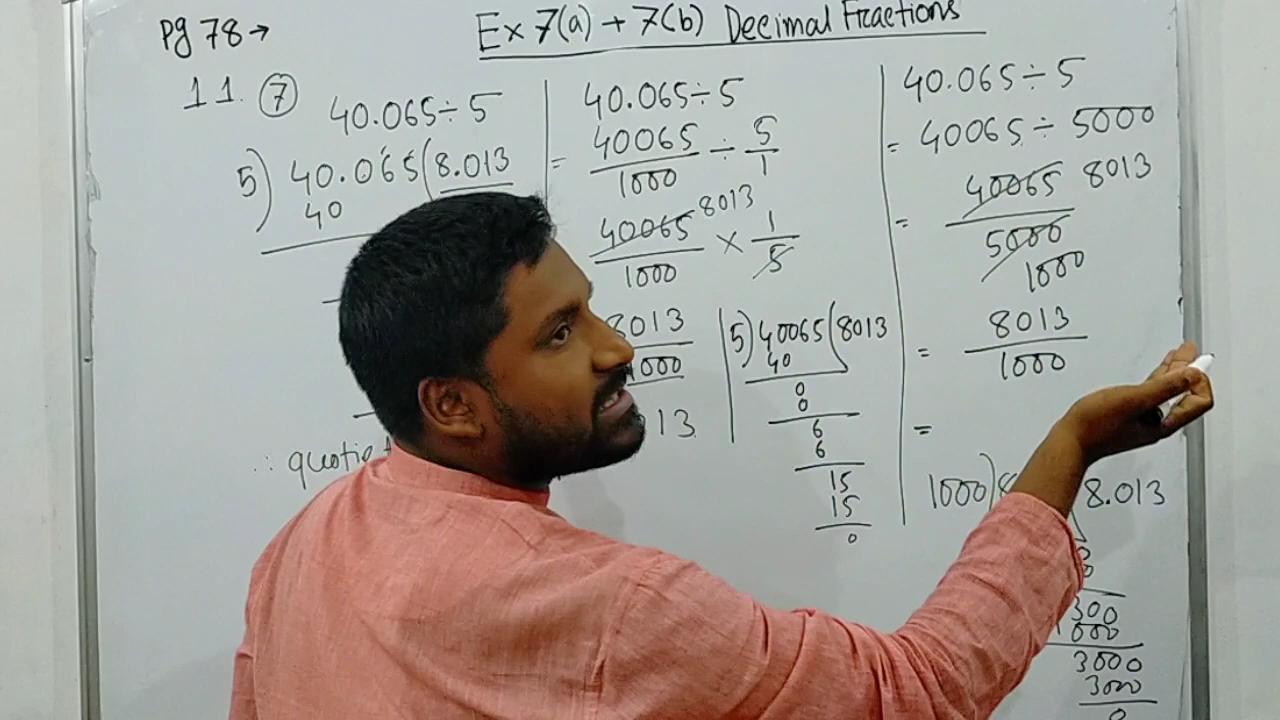 Pg 78→
Ex 7(a) + 7(b) Decimal Fractions
11. ⑦
40.065÷5
5) 40.065 (8.013
40
∴ quotie
40.065÷5
= 40065/1000 ÷ 5/1
40065/1000 8013 × 1/5
8013/1000
13
5) 40065 (8013
40
0
0
6
6
15
15
0
40.065÷5
= 40065÷5000
= 40065/5000 8013
1000
= 8013/1000
=
1000) 8.013
3000
3000
0